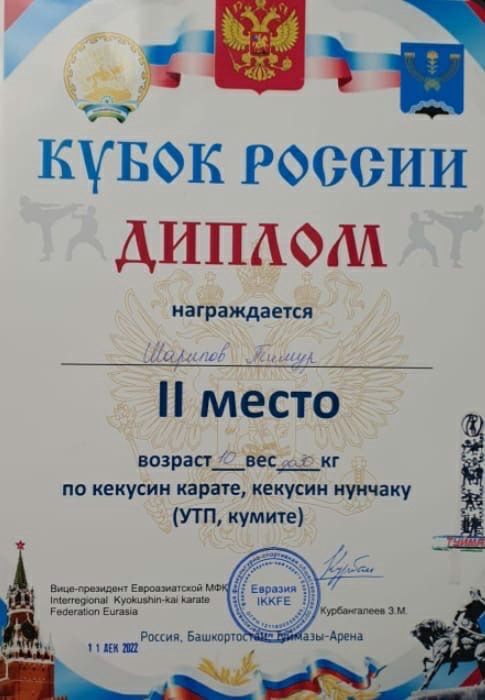 КУБОК РОССИИ
ДИПЛОМ
награждается
Шарипов Тимур
II место
возраст 10 вес до30 кг
по кекусин карате, кекусин нунчаку
(УТП, кумите)
Вице-президент Евроазиатской МФК
Interregional Kyokushin-kai karate
Federation Eurasia
Евразия
IKKFE
Курбангалеев З.М.
Россия, Башкортостан, Туймазы-Арена
11 ДЕК 2022